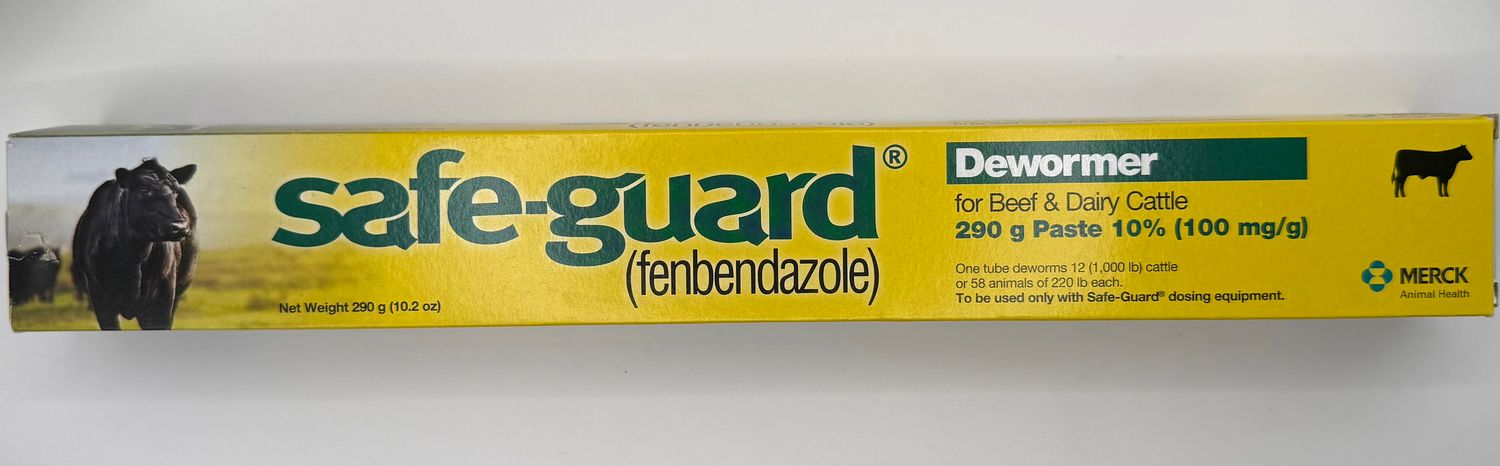 safe-guard®
(fenbendazole)
Net Weight 290 g (10.2 oz)
Dewormer
for Beef & Dairy Cattle
290 g Paste 10% (100 mg/g)
One tube deworms 12 (1,000 lb) cattle
or 58 animals of 220 lb each.
To be used only with Safe-Guard® dosing equipment.
MERCK
Animal Health